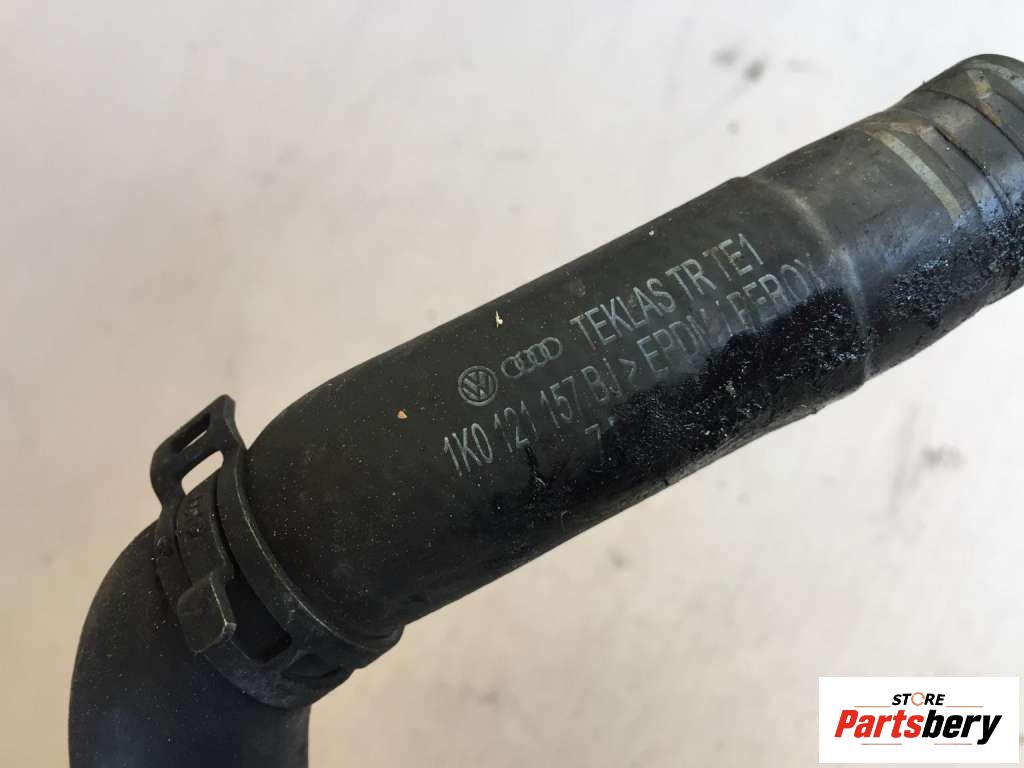 TEKLAS TR TE1
1K0 121 157 BJ >EPDM / PEROX
STORE
Partsbery